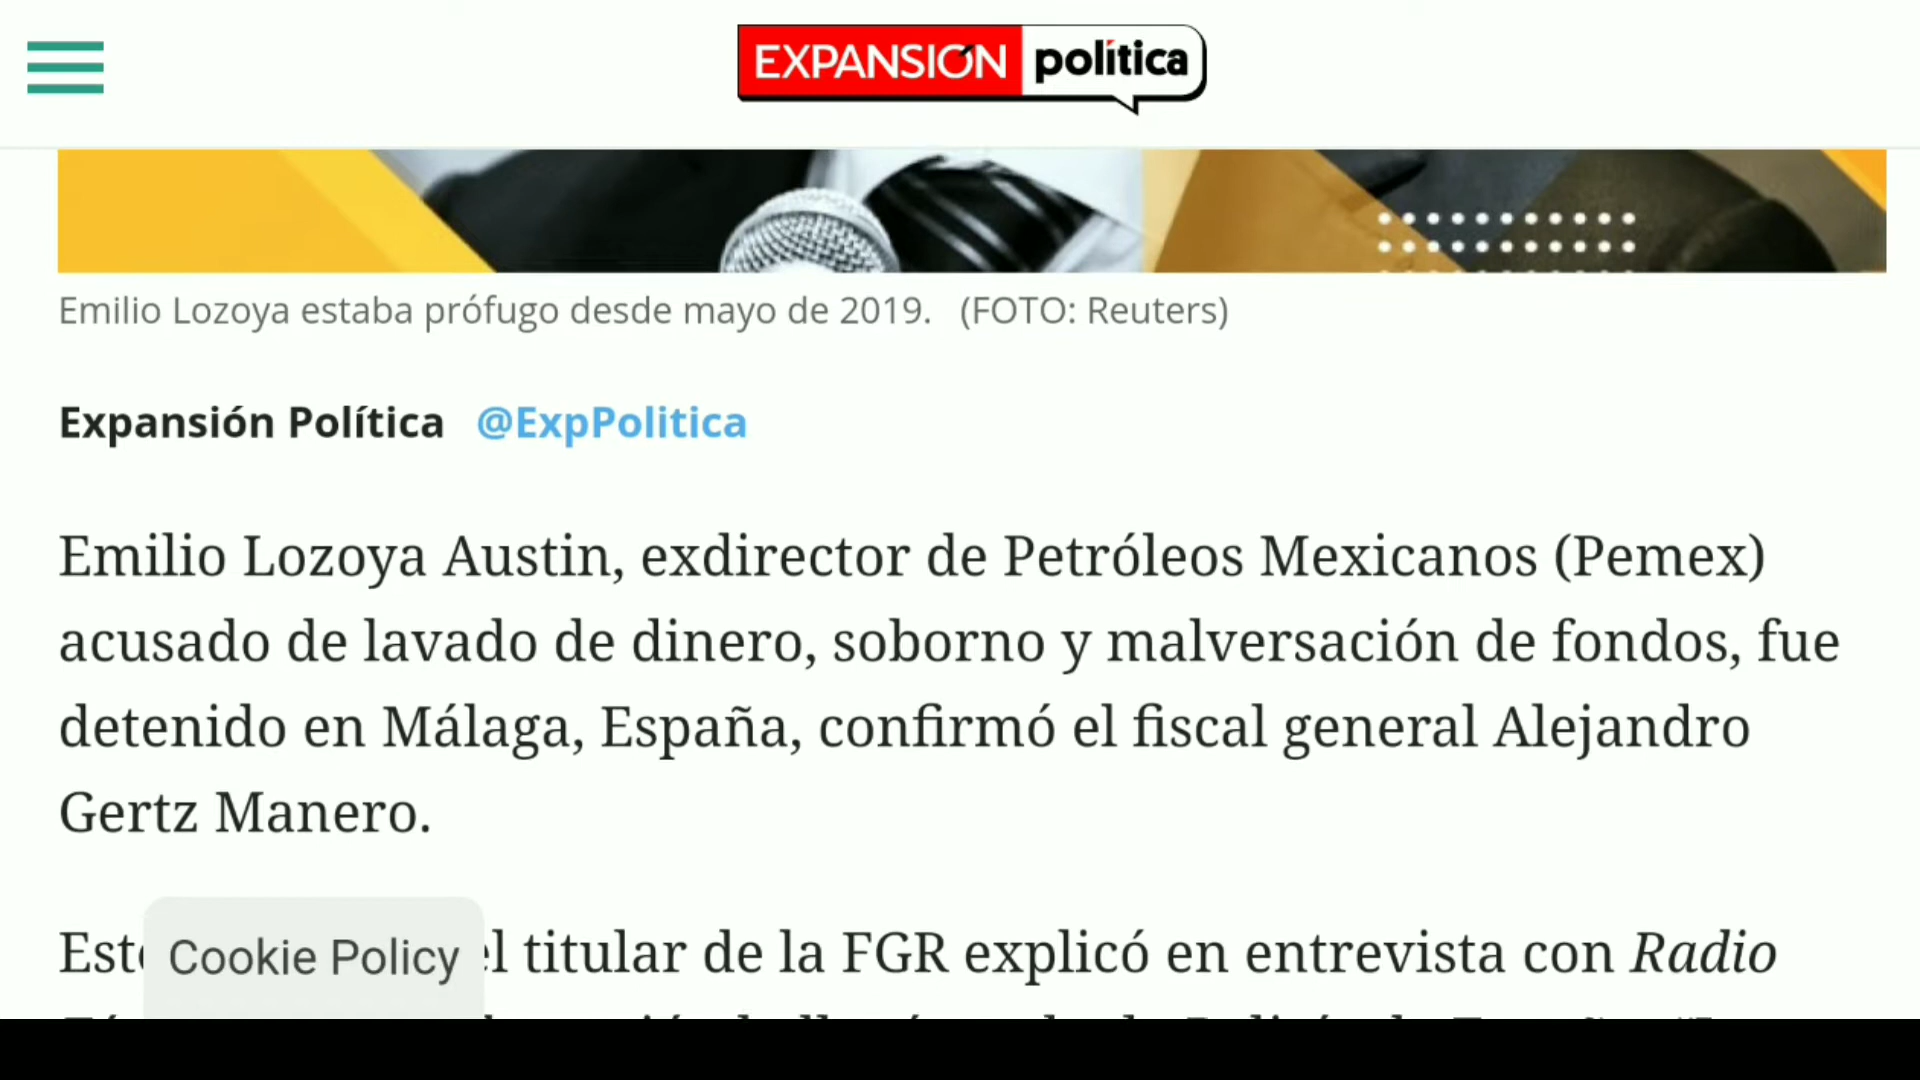 EXPANSIÓN política
Emilio Lozoya estaba prófugo desde mayo de 2019. (FOTO: Reuters)
Expansión Política @ExpPolitica
Emilio Lozoya Austin, exdirector de Petróleos Mexicanos (Pemex)
acusado de lavado de dinero, soborno y malversación de fondos, fue
detenido en Málaga, España, confirmó el fiscal general Alejandro
Gertz Manero.
el titular de la FGR explicó en entrevista con Radio
Cookie Policy